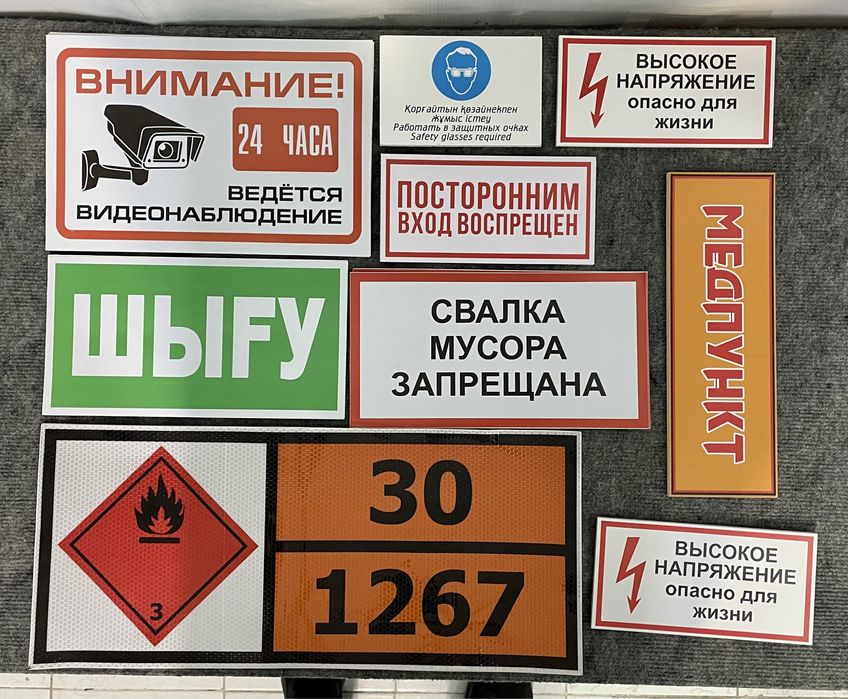 ВНИМАНИЕ!
24 ЧАСА
ВЕДЁТСЯ
ВИДЕОНАБЛЮДЕНИЕ
Қорғайтын көзәйнекпен
жұмыс істеу
Работать в защитных очках
Safety glasses required
ВЫСОКОЕ
НАПРЯЖЕНИЕ
опасно для
жизни
ПОСТОРОННИМ
ВХОД ВОСПРЕЩЕН
МЕДПУНКТ
ШЫҒУ
СВАЛКА
МУСОРА
ЗАПРЕЩАНА
3
30
1267
ВЫСОКОЕ
НАПРЯЖЕНИЕ
опасно для
жизни